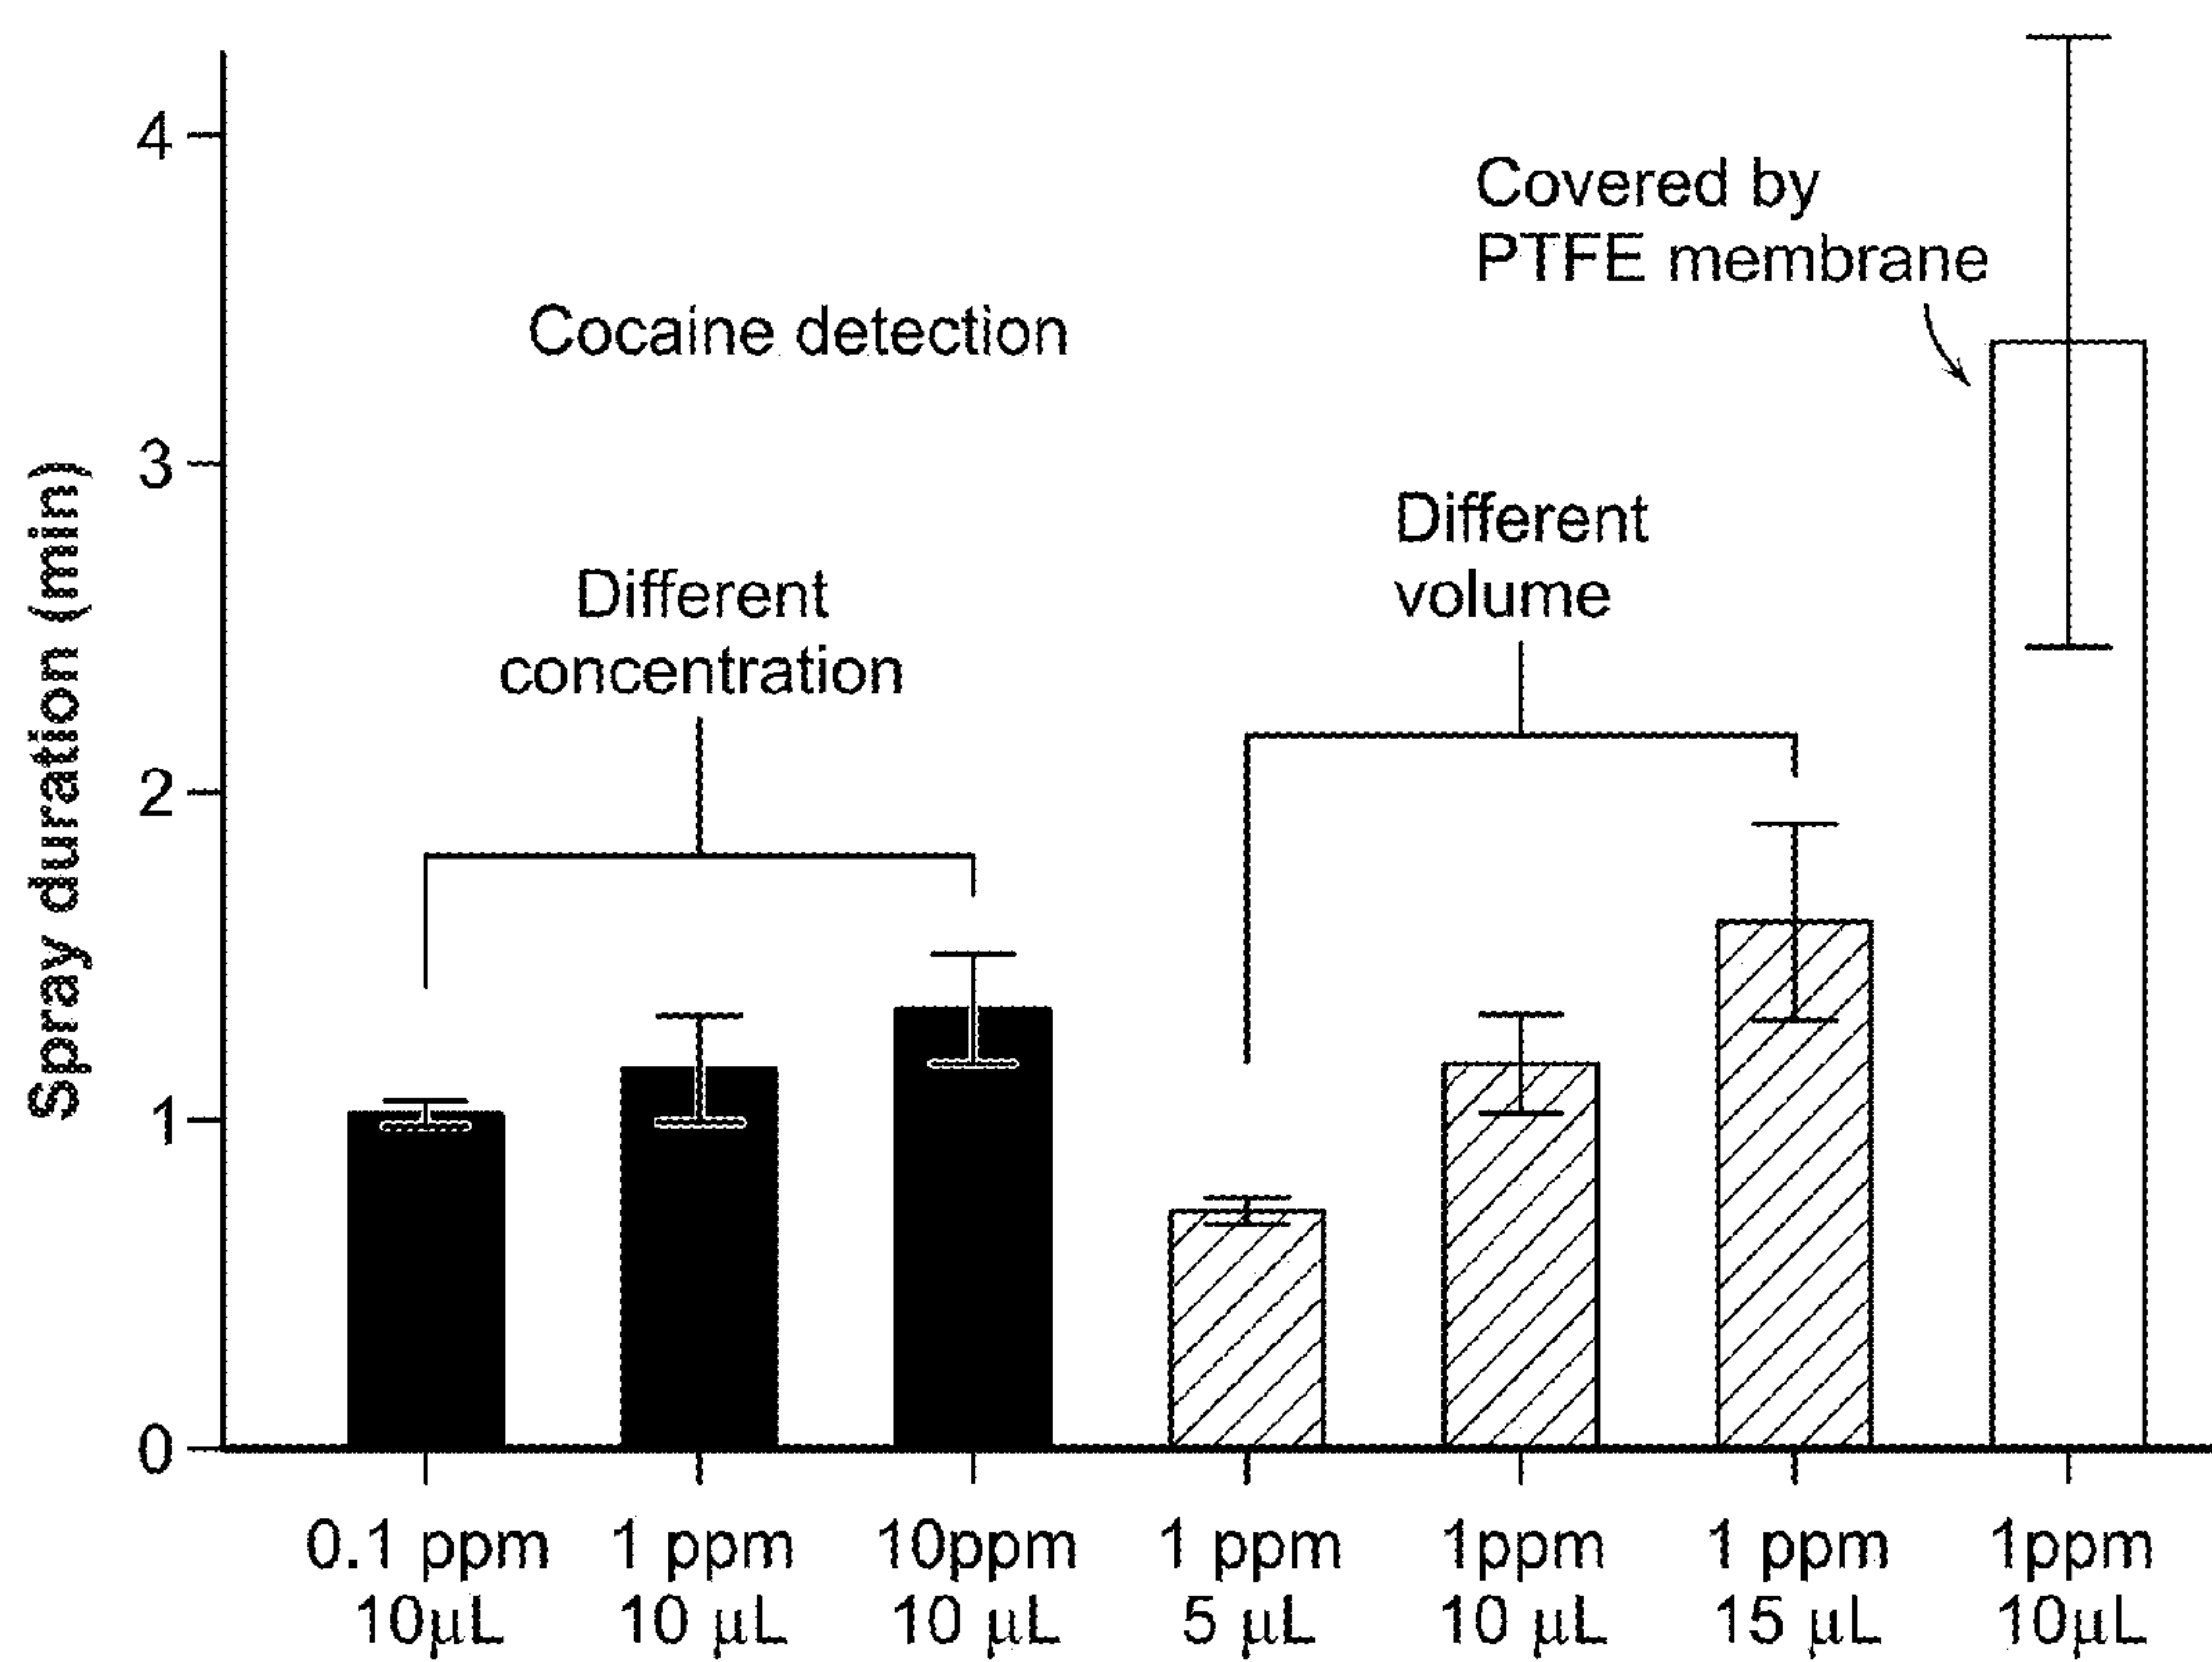 Spray duration (min)
4
3
2
1
0
Cocaine detection
Different
concentration
Different
volume
Covered by
PTFE membrane
0.1 ppm
10μL
1 ppm
10 μL
10ppm
10 μL
1 ppm
5 μL
1ppm
10 μL
1 ppm
15 μL
1ppm
10μL